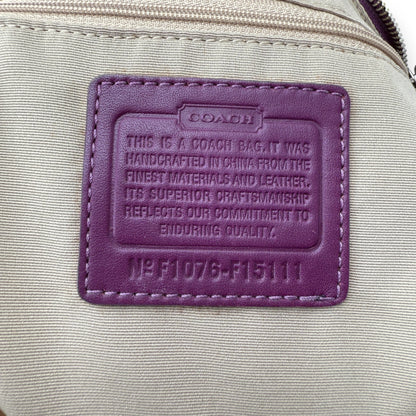 COACH
THIS IS A COACH BAG. IT WAS
HANDCRAFTED IN CHINA FROM THE
FINEST MATERIALS AND LEATHER.
ITS SUPERIOR CRAFTSMANSHIP
REFLECTS OUR COMMITMENT TO
ENDURING QUALITY.
Nº F1076-F15111